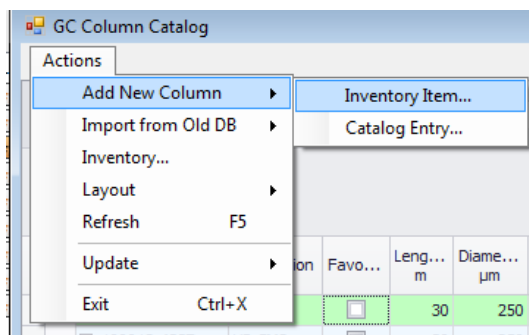 GC Column Catalog
Actions
Add New Column
Inventory Item...
Import from Old DB
Catalog Entry...
Inventory...
Layout
Refresh F5
Update
ion Favo... Leng... m Diame... µm
Exit Ctrl+X
30 250